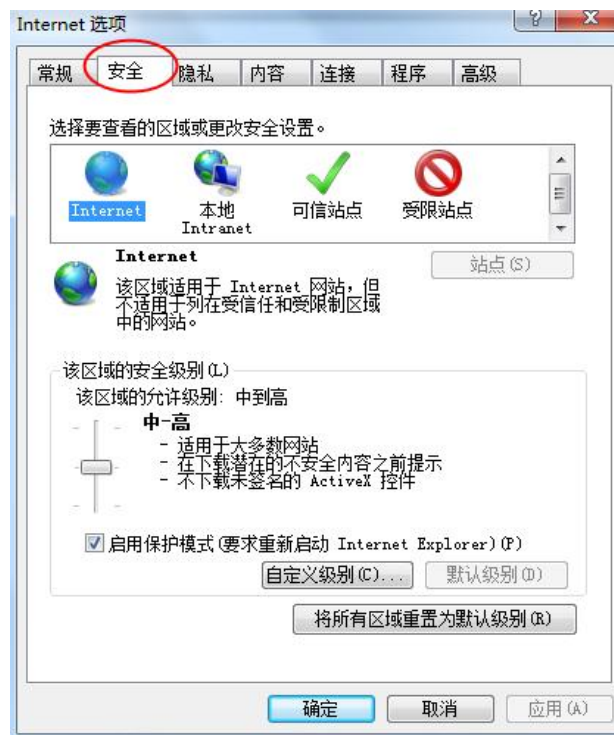 Internet 选项
常规 安全 隐私 内容 连接 程序 高级
选择要查看的区域或更改安全设置。
Internet 本地 Intranet 可信站点 受限站点
Internet
站点(S)
该区域适用于 Internet 网站，但
不适用于列在受信任和受限制区域
中的网站。
该区域的安全级别(L)
该区域的允许级别: 中到高
中-高
- 适用于大多数网站
- 在下载潜在的不安全内容之前提示
- 不下载未签名的 ActiveX 控件
启用保护模式(要求重新启动 Internet Explorer)(P)
自定义级别(C)... 默认级别(D)
将所有区域重置为默认级别(R)
确定 取消 应用(A)